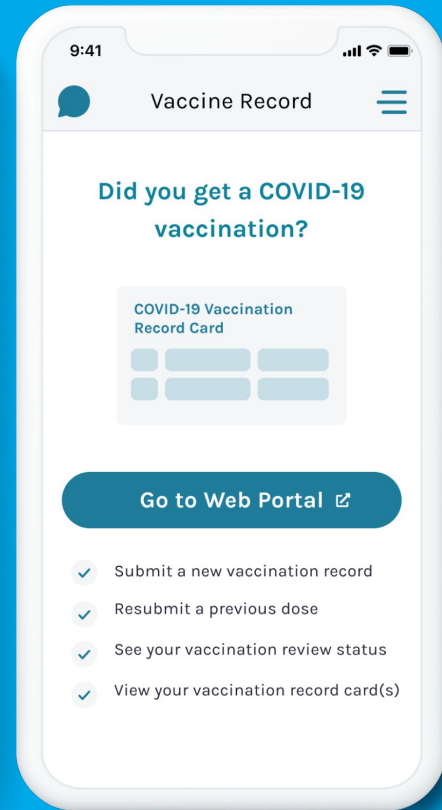 9:41
Vaccine Record
Did you get a COVID-19
vaccination?
COVID-19 Vaccination
Record Card
Go to Web Portal
Submit a new vaccination record
Resubmit a previous dose
See your vaccination review status
View your vaccination record card(s)